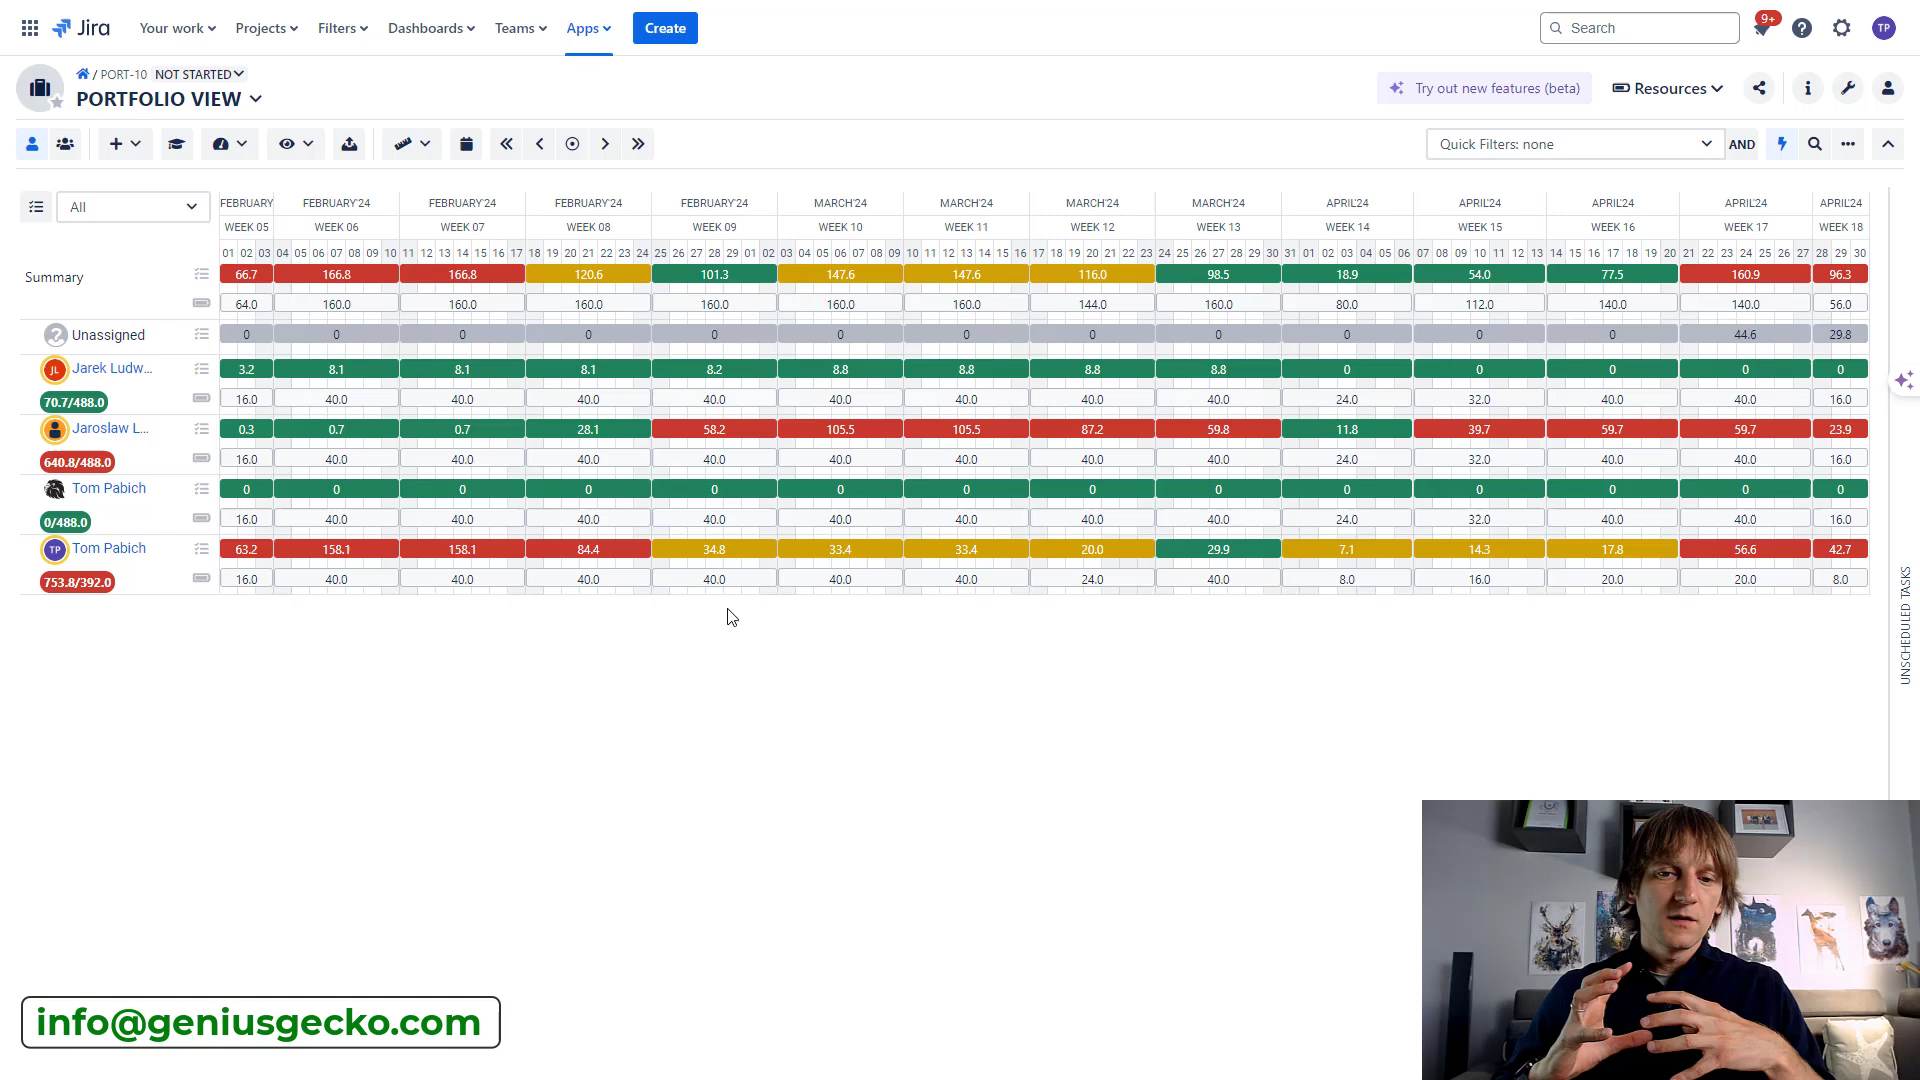 Jira Your work Projects Filters Dashboards Teams Apps Create Search 9+ TP
/ PORT-10 NOT STARTED
PORTFOLIO VIEW Try out new features (beta) Resources
Quick Filters: none AND
All
FEBRUARY FEBRUARY'24 FEBRUARY'24 FEBRUARY'24 FEBRUARY'24 MARCH'24 MARCH'24 MARCH'24 MARCH'24 APRIL'24 APRIL'24 APRIL'24 APRIL'24 APRIL'24
WEEK 05 WEEK 06 WEEK 07 WEEK 08 WEEK 09 WEEK 10 WEEK 11 WEEK 12 WEEK 13 WEEK 14 WEEK 15 WEEK 16 WEEK 17 WEEK 18
01 02 03 04 05 06 07 08 09 10 11 12 13 14 15 16 17 18 19 20 21 22 23 24 25 26 27 28 29 01 02 03 04 05 06 07 08 09 10 11 12 13 14 15 16 17 18 19 20 21 22 23 24 25 26 27 28 29 30 31 01 02 03 04 05 06 07 08 09 10 11 12 13 14 15 16 17 18 19 20 21 22 23 24 25 26 27 28 29 30
Summary 66.7 166.8 166.8 120.6 101.3 147.6 147.6 116.0 98.5 18.9 54.0 77.5 160.9 96.3
64.0 160.0 160.0 160.0 160.0 160.0 160.0 144.0 160.0 80.0 112.0 140.0 140.0 56.0
? Unassigned 0 0 0 0 0 0 0 0 0 0 0 0 44.6 29.8
JL Jarek Ludw... 3.2 8.1 8.1 8.1 8.2 8.8 8.8 8.8 8.8 0 0 0 0 0
70.7/488.0 16.0 40.0 40.0 40.0 40.0 40.0 40.0 40.0 40.0 24.0 32.0 40.0 40.0 16.0
Jaroslaw L... 0.3 0.7 0.7 28.1 58.2 105.5 105.5 87.2 59.8 11.8 39.7 59.7 59.7 23.9
640.8/488.0 16.0 40.0 40.0 40.0 40.0 40.0 40.0 40.0 40.0 24.0 32.0 40.0 40.0 16.0
Tom Pabich 0 0 0 0 0 0 0 0 0 0 0 0 0 0
0/488.0 16.0 40.0 40.0 40.0 40.0 40.0 40.0 40.0 40.0 24.0 32.0 40.0 40.0 16.0
TP Tom Pabich 63.2 158.1 158.1 84.4 34.8 33.4 33.4 20.0 29.9 7.1 14.3 17.8 56.6 42.7
753.8/392.0 16.0 40.0 40.0 40.0 40.0 40.0 40.0 24.0 40.0 8.0 16.0 20.0 20.0 8.0
UNSCHEDULED TASKS
info@geniusgecko.com